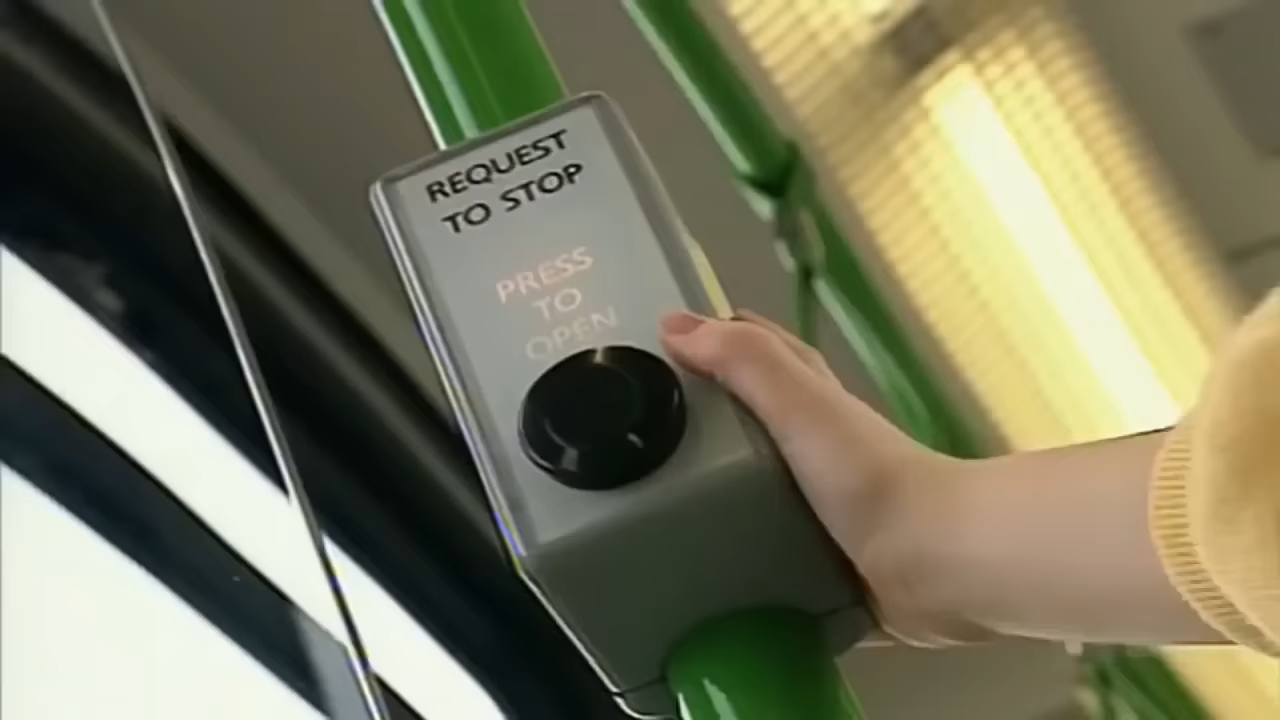 REQUEST
TO STOP
PRESS
TO
OPEN